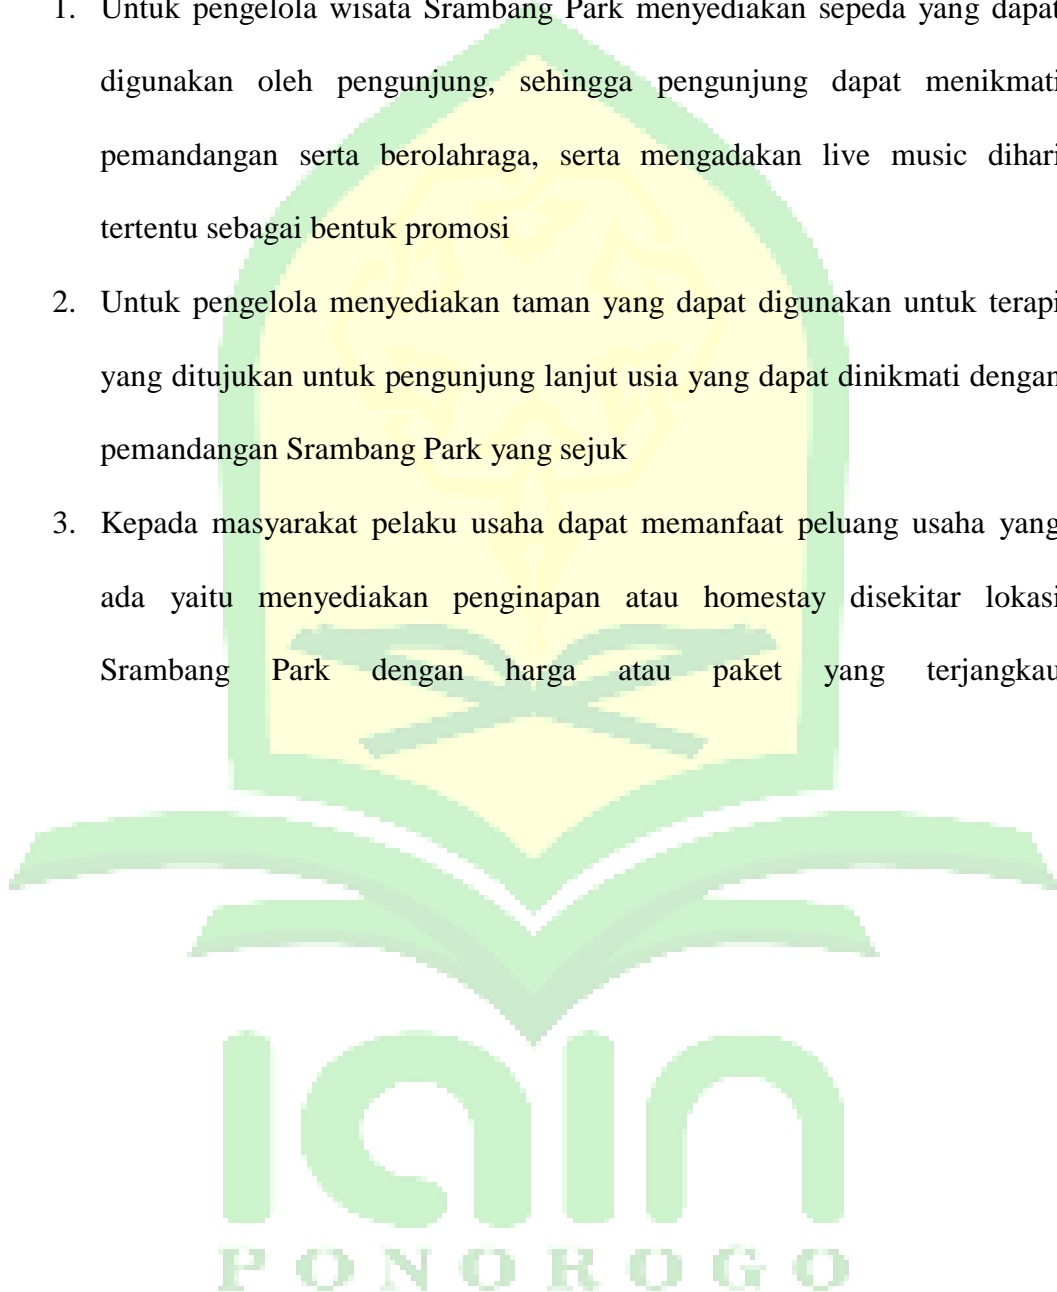 1. Untuk pengelola wisata Srambang Park menyediakan sepeda yang dapat
digunakan oleh pengunjung, sehingga pengunjung dapat menikmati
pemandangan serta berolahraga, serta mengadakan live music dihari
tertentu sebagai bentuk promosi
2. Untuk pengelola menyediakan taman yang dapat digunakan untuk terapi
yang ditujukan untuk pengunjung lanjut usia yang dapat dinikmati dengan
pemandangan Srambang Park yang sejuk
3. Kepada masyarakat pelaku usaha dapat memanfaat peluang usaha yang
ada yaitu menyediakan penginapan atau homestay disekitar lokasi
Srambang Park dengan harga atau paket yang terjangkau
iain
PONOROGO